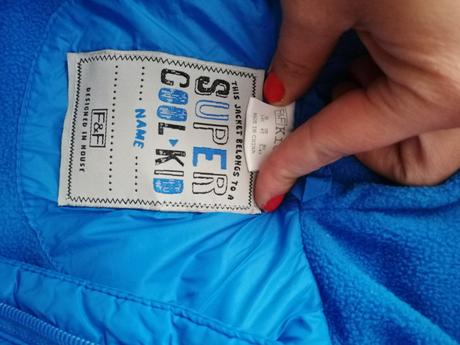 THIS JACKET BELONGS TO A
SUPER
COOL • KID
NAME
F&F
DESIGNED IN HOUSE